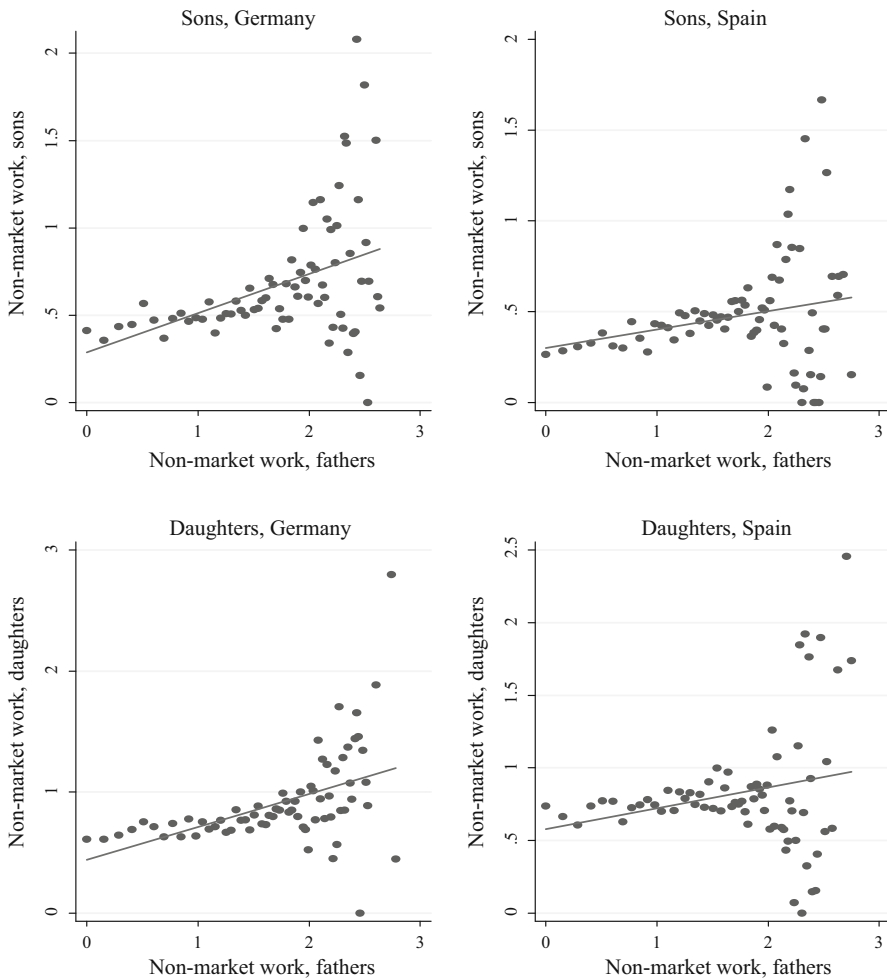 Sons, Germany
Non-market work, sons
2
1.5
1
.5
0
0 1 2 3
Non-market work, fathers
Sons, Spain
Non-market work, sons
2
1.5
1
.5
0
0 1 2 3
Non-market work, fathers
Daughters, Germany
Non-market work, daughters
3
2
1
0
0 1 2 3
Non-market work, fathers
Daughters, Spain
Non-market work, daughters
2.5
2
1.5
1
.5
0
0 1 2 3
Non-market work, fathers